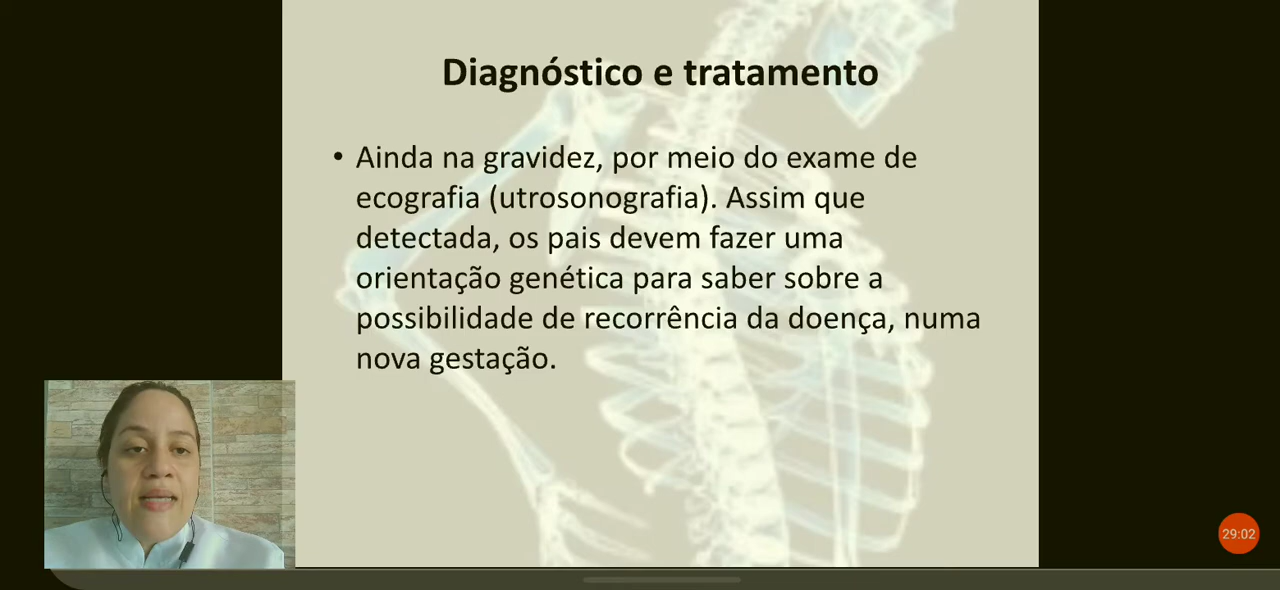 Diagnóstico e tratamento
• Ainda na gravidez, por meio do exame de
ecografia (utrosonografia). Assim que
detectada, os pais devem fazer uma
orientação genética para saber sobre a
possibilidade de recorrência da doença, numa
nova gestação.
29:02